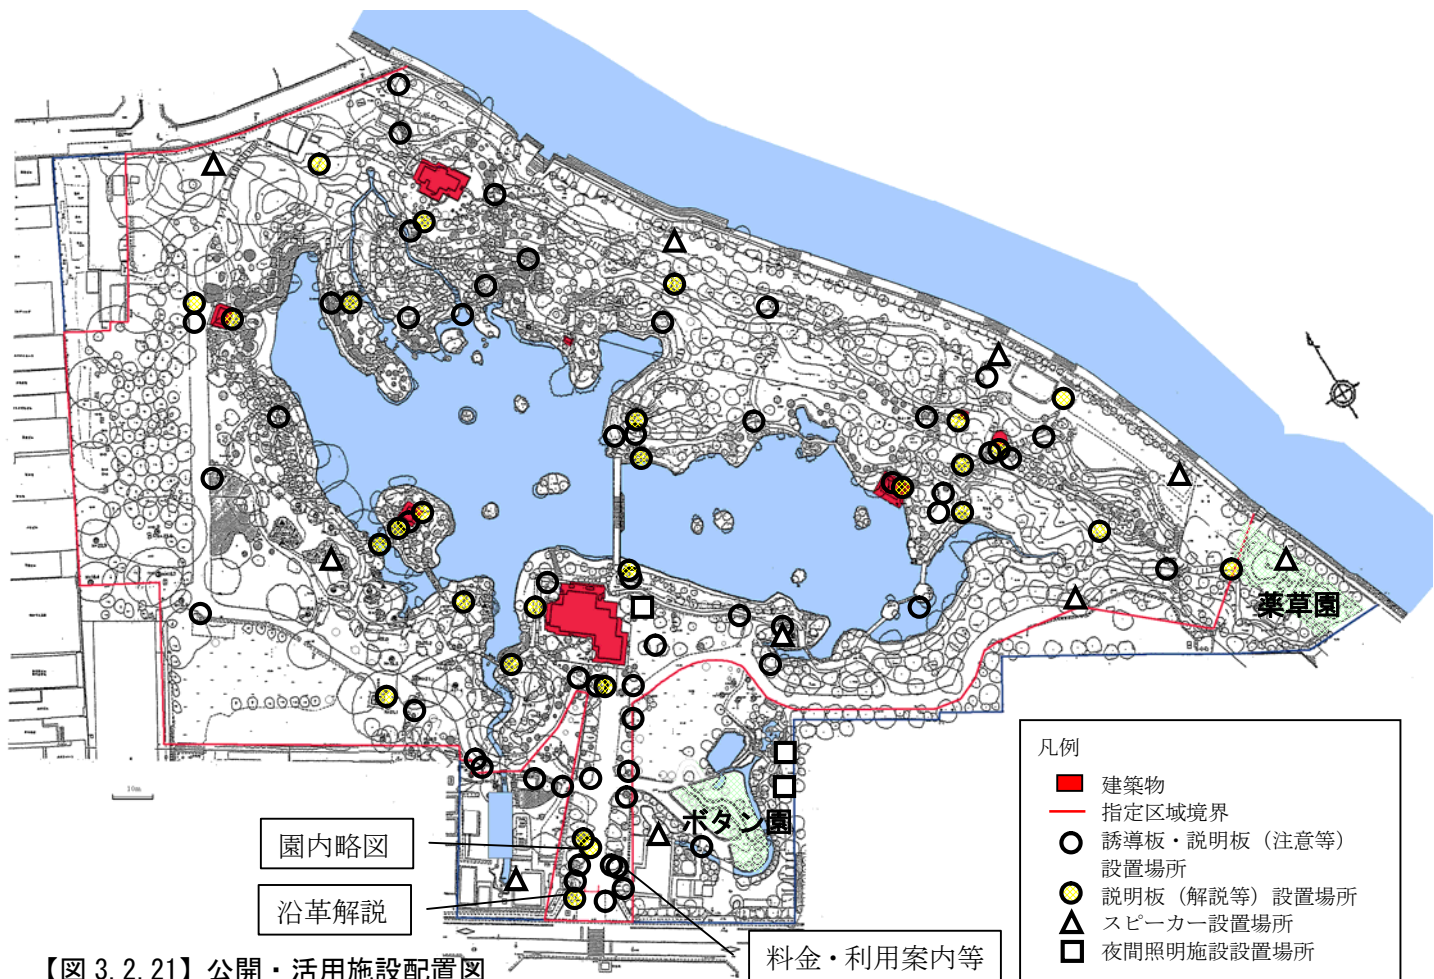 薬草園
ボタン園
10m
園内略図
沿革解説
料金・利用案内等
凡例
建築物
指定区域境界
誘導板・説明板（注意等）
設置場所
説明板（解説等）設置場所
スピーカー設置場所
夜間照明施設設置場所
【図 3.2.21】公開・活用施設配置図